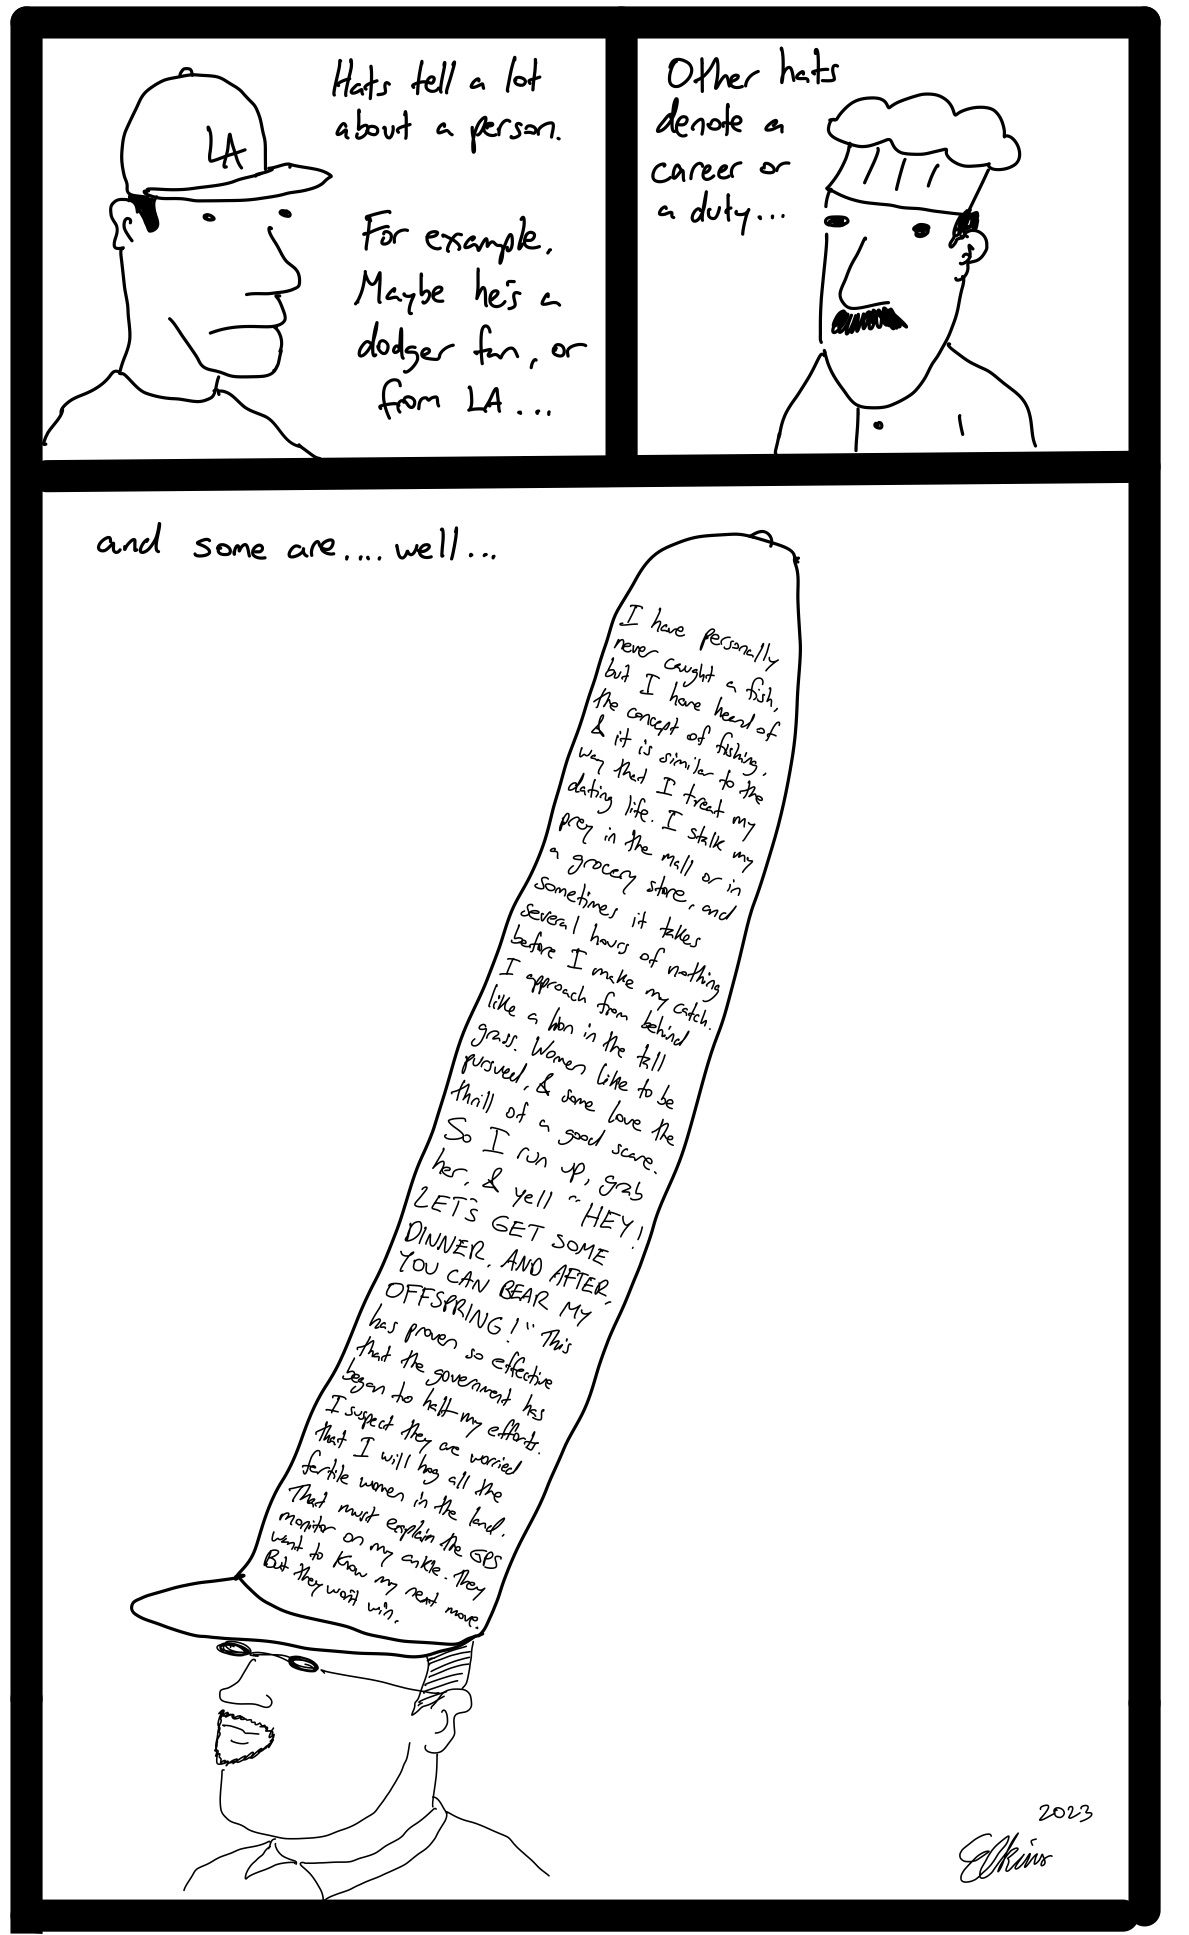 Hats tell a lot
about a person.
For example.
Maybe he's a
dodger fan, or
from LA...
LA
Other hats
denote a
career or
a duty...
and some are.... well...
I have personally
never caught a fish,
but I have heard of
the concept of fishing,
& it is similar to the
way that I treat my
dating life. I stalk my
prey in the mall or in
a grocery store, and
sometimes it takes
several hours of nothing
before I make my catch.
I approach from behind
like a lion in the tall
grass. Women like to be
pursued, & some love the
thrill of a good scare.
So I run up, grab
her, & yell "HEY!
LET'S GET SOME
DINNER. AND AFTER,
YOU CAN BEAR MY
OFFSPRING!" This
has proven so effective
that the government has
began to halt my efforts.
I suspect they are worried
that I will hog all the
fertile women in the land.
That must explain the GPS
monitor on my ankle. They
want to know my next move.
But they won't win.
2023
Elkins